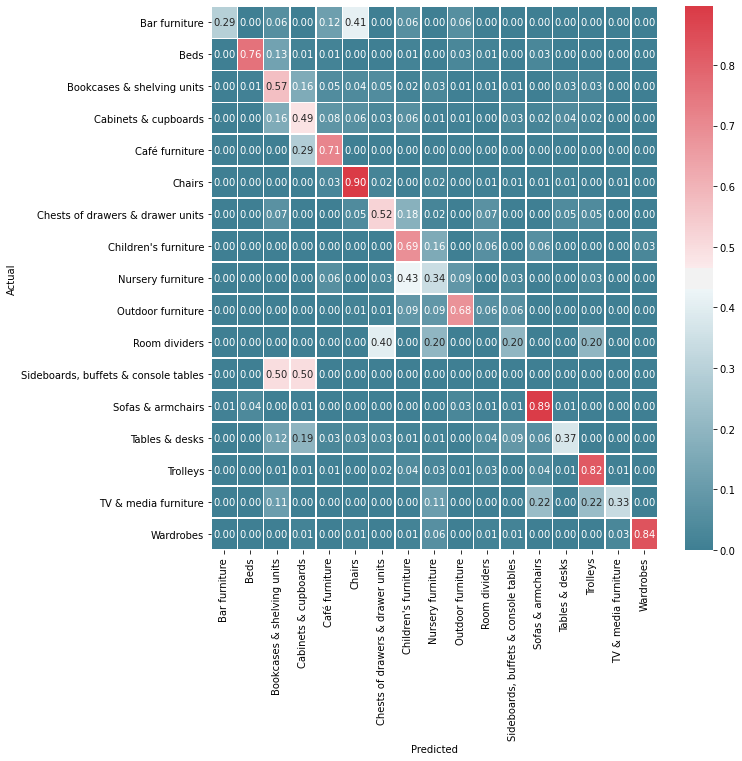 Bar furniture 0.29 0.00 0.06 0.00 0.12 0.41 0.00 0.06 0.00 0.06 0.00 0.00 0.00 0.00 0.00 0.00 0.00
Beds 0.00 0.76 0.13 0.01 0.01 0.01 0.00 0.01 0.00 0.03 0.01 0.00 0.03 0.01 0.00 0.00 0.00
Bookcases & shelving units 0.00 0.01 0.57 0.16 0.05 0.04 0.05 0.02 0.03 0.01 0.01 0.01 0.00 0.00 0.03 0.03 0.00
Cabinets & cupboards 0.00 0.00 0.16 0.49 0.08 0.06 0.03 0.06 0.01 0.01 0.00 0.03 0.02 0.04 0.02 0.00 0.00
Café furniture 0.00 0.00 0.00 0.29 0.71 0.00 0.00 0.00 0.00 0.00 0.00 0.00 0.00 0.00 0.00 0.00 0.00
Chairs 0.00 0.00 0.00 0.00 0.03 0.90 0.02 0.00 0.02 0.00 0.01 0.01 0.01 0.01 0.00 0.01 0.00
Chests of drawers & drawer units 0.00 0.00 0.07 0.00 0.00 0.05 0.52 0.18 0.02 0.00 0.07 0.00 0.00 0.05 0.05 0.00 0.00
Children's furniture 0.00 0.00 0.00 0.00 0.00 0.00 0.00 0.69 0.16 0.00 0.06 0.00 0.06 0.00 0.00 0.00 0.03
Nursery furniture 0.00 0.00 0.00 0.00 0.06 0.00 0.03 0.43 0.34 0.09 0.00 0.03 0.00 0.00 0.03 0.00 0.00
Outdoor furniture 0.00 0.00 0.00 0.00 0.00 0.01 0.01 0.09 0.09 0.68 0.06 0.06 0.00 0.00 0.00 0.00 0.00
Room dividers 0.00 0.00 0.00 0.00 0.00 0.00 0.40 0.00 0.20 0.00 0.00 0.20 0.00 0.00 0.20 0.00 0.00
Sideboards, buffets & console tables 0.00 0.00 0.50 0.50 0.00 0.00 0.00 0.00 0.00 0.00 0.00 0.00 0.00 0.00 0.00 0.00 0.00
Sofas & armchairs 0.01 0.04 0.00 0.01 0.00 0.00 0.00 0.00 0.00 0.03 0.01 0.01 0.89 0.01 0.00 0.00 0.00
Tables & desks 0.00 0.00 0.12 0.19 0.03 0.03 0.03 0.01 0.01 0.00 0.04 0.09 0.06 0.37 0.00 0.00 0.00
Trolleys 0.00 0.00 0.01 0.01 0.01 0.00 0.02 0.04 0.03 0.01 0.03 0.00 0.04 0.01 0.82 0.01 0.00
TV & media furniture 0.00 0.00 0.11 0.00 0.00 0.00 0.00 0.00 0.11 0.00 0.00 0.00 0.22 0.00 0.22 0.33 0.00
Wardrobes 0.00 0.00 0.00 0.01 0.00 0.01 0.00 0.01 0.06 0.00 0.01 0.01 0.00 0.00 0.00 0.03 0.84
Actual
Bar furniture
Beds
Bookcases & shelving units
Cabinets & cupboards
Café furniture
Chairs
Chests of drawers & drawer units
Children's furniture
Nursery furniture
Outdoor furniture
Room dividers
Sideboards, buffets & console tables
Sofas & armchairs
Tables & desks
Trolleys
TV & media furniture
Wardrobes
Predicted
0.8
0.7
0.6
0.5
0.4
0.3
0.2
0.1
0.0